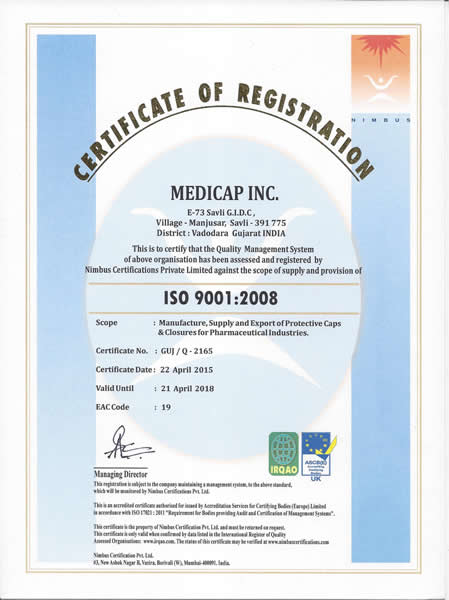 CERTIFICATE OF REGISTRATION
NIMBUS
MEDICAP INC.
E-73 Savli G.I.D.C ,
Village - Manjusar, Savli - 391 775
District : Vadodara Gujarat INDIA
This is to certify that the Quality Management System
of above organisation has been assessed and registered by
Nimbus Certifications Private Limited against the scope of supply and provision of
ISO 9001:2008
Scope : Manufacture, Supply and Export of Protective Caps
& Closures for Pharmaceutical Industries.
Certificate No. : GUJ / Q - 2165
Certificate Date : 22 April 2015
Valid Until : 21 April 2018
EAC Code : 19
IRQAO
ASCB(E)
Accrediting
Certifying
Bodies
UK
Managing Director
This registration is subject to the company maintaining a management system, to the above standard,
which will be monitored by Nimbus Certifications Pvt. Ltd.
This is an accredited certificate authorised for issued by Accreditation Services for Certifying Bodies (Europe) Limited
in accordance with ISO 17021 : 2011 "Requirement for Bodies providing Audit and Certification of Management Systems".
This certificate is the property of Nimbus Certification Pvt. Ltd. and must be returned on request.
This certificate is only valid when confirmed by data listed in the International Register of Quality
Assessed Organisations: www.irqao.com. The status of this certificate may be verified at www.nimbuscertifications.com
Nimbus Certification Pvt. Ltd.
#3, New Ashok Nagar B, Vazira, Borivali (W), Mumbai-400091. India.